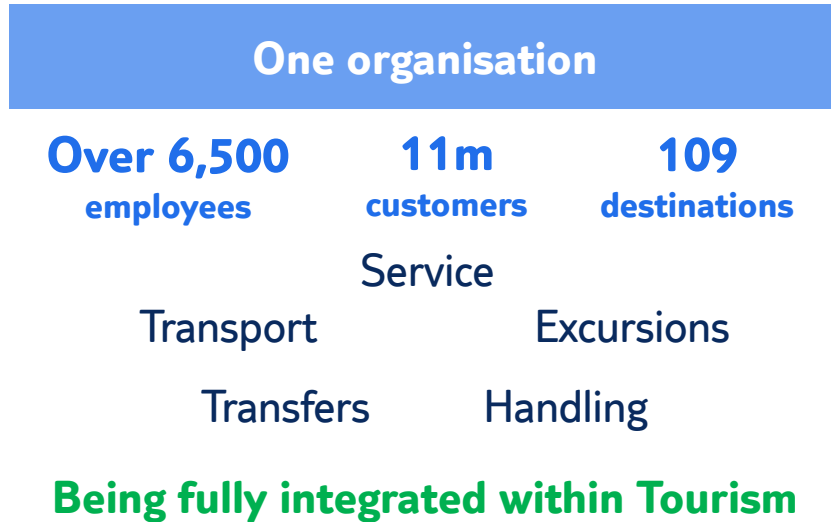 One organisation
Over 6,500 11m 109
employees customers destinations
Service
Transport Excursions
Transfers Handling
Being fully integrated within Tourism